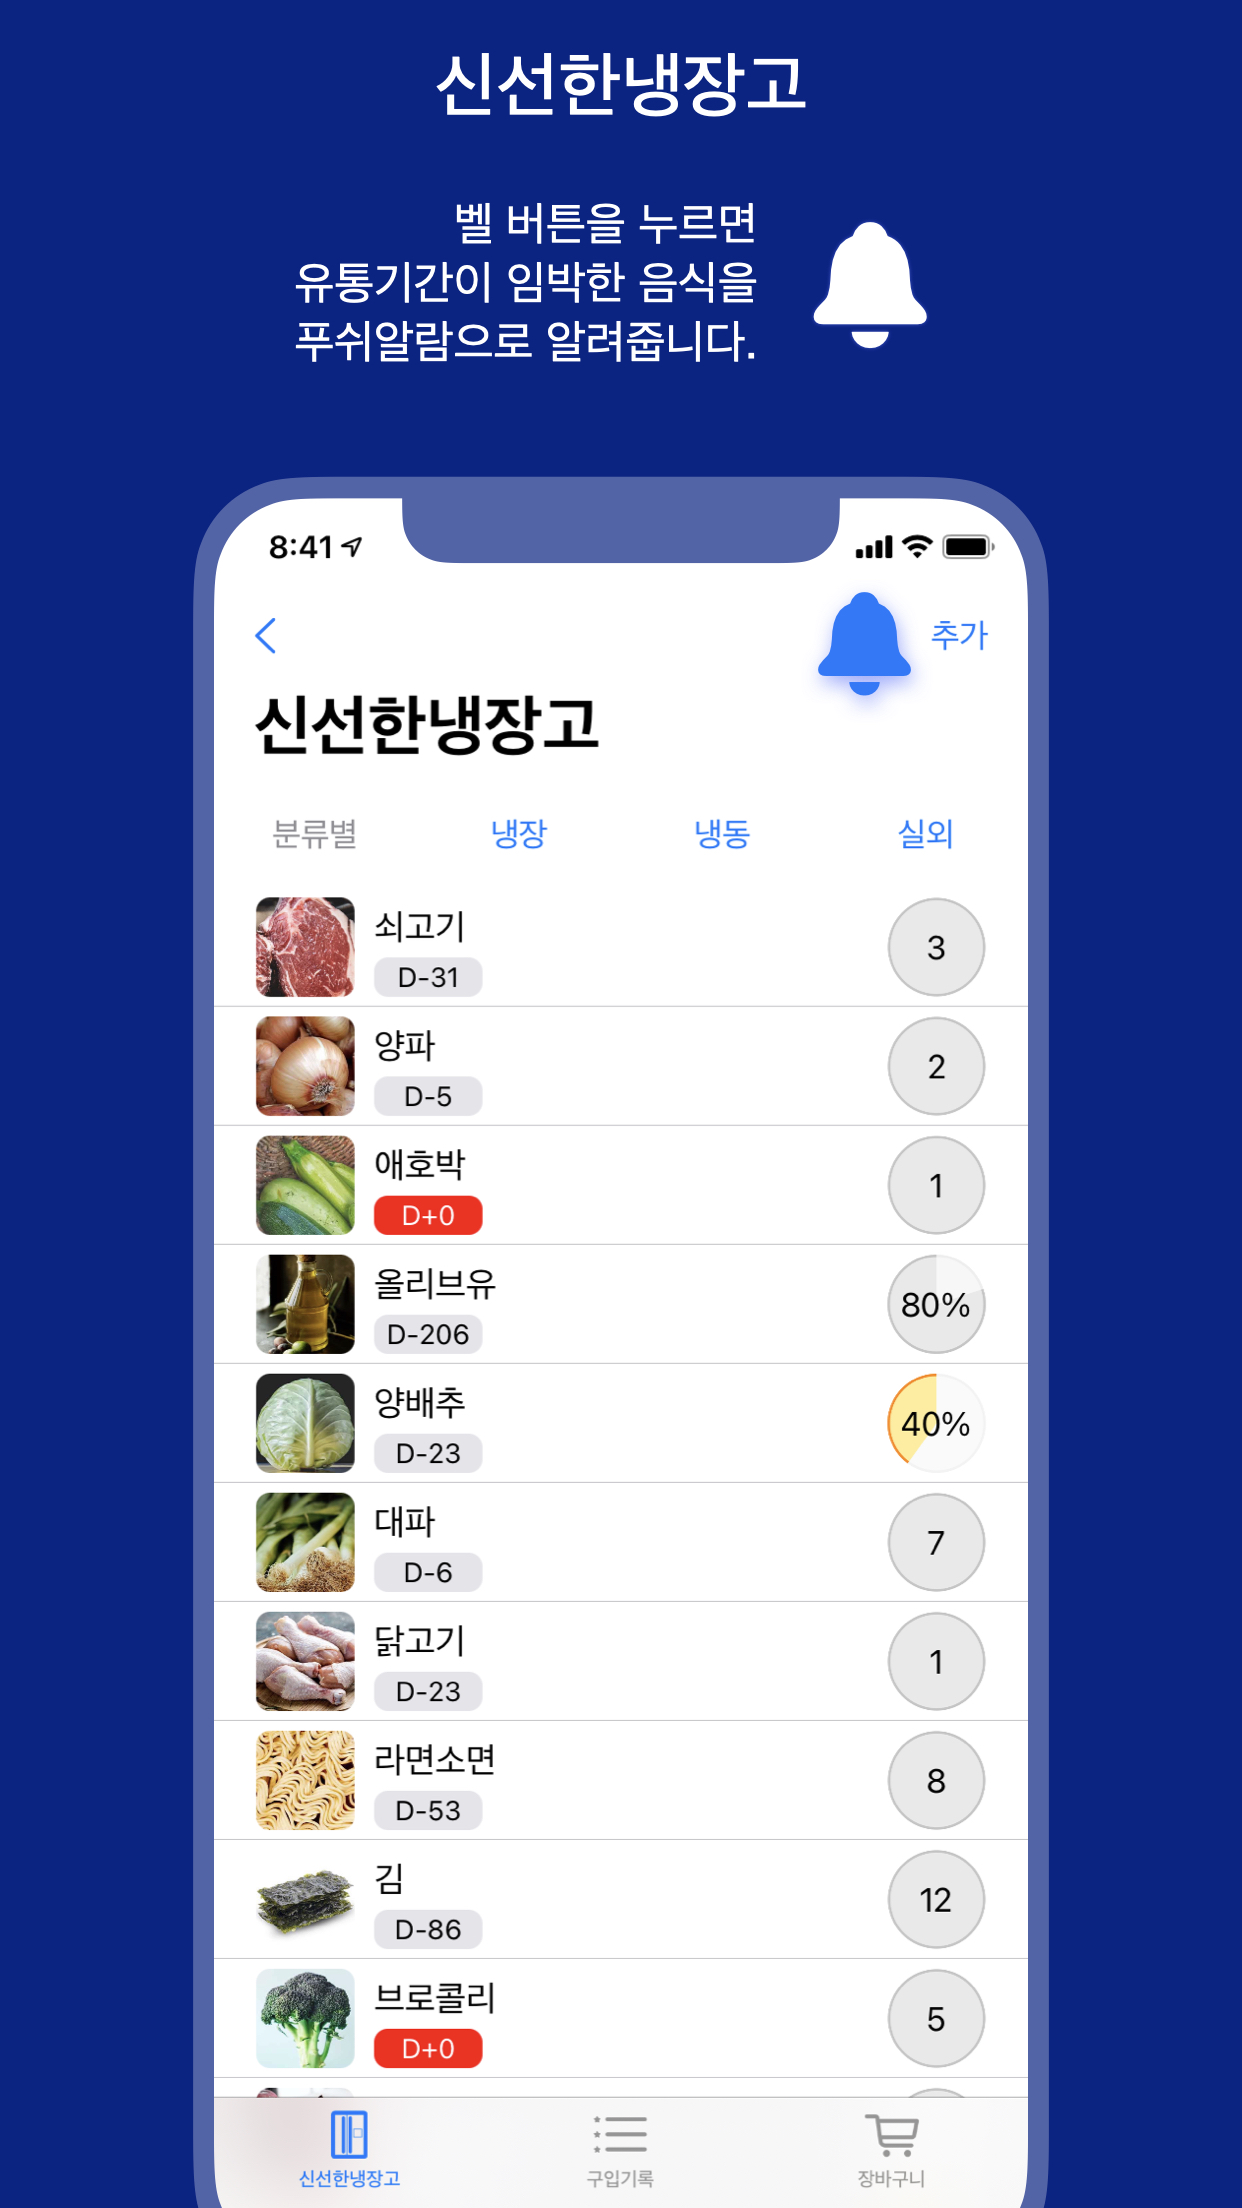 신선한냉장고
벨 버튼을 누르면
유통기간이 임박한 음식을
푸쉬알람으로 알려줍니다.
8:41
추가
신선한냉장고
분류별 냉장 냉동 실외
쇠고기
D-31
3
양파
D-5
2
애호박
D+0
1
올리브유
D-206
80%
양배추
D-23
40%
대파
D-6
7
닭고기
D-23
1
라면소면
D-53
8
김
D-86
12
브로콜리
D+0
5
신선한냉장고 구입기록 장바구니